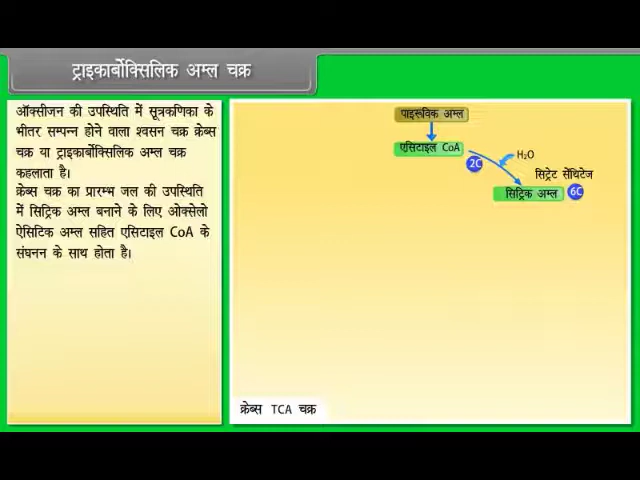 ट्राइकार्बोक्सिलिक अम्ल चक्र
ऑक्सीजन की उपस्थिति में सूत्रकणिका के
भीतर सम्पन्न होने वाला श्वसन चक्र क्रेब्स
चक्र या ट्राइकार्बोक्सिलिक अम्ल चक्र
कहलाता है।
क्रेब्स चक्र का प्रारम्भ जल की उपस्थिति
में सिट्रिक अम्ल बनाने के लिए ओक्सेलो
ऐसिटिक अम्ल सहित एसिटाइल CoA के
संघनन के साथ होता है।
पाइरूविक अम्ल
एसिटाइल CoA
2C
H₂O
सिट्रेट सेंथिटेज
सिट्रिक अम्ल
6C
क्रेब्स TCA चक्र